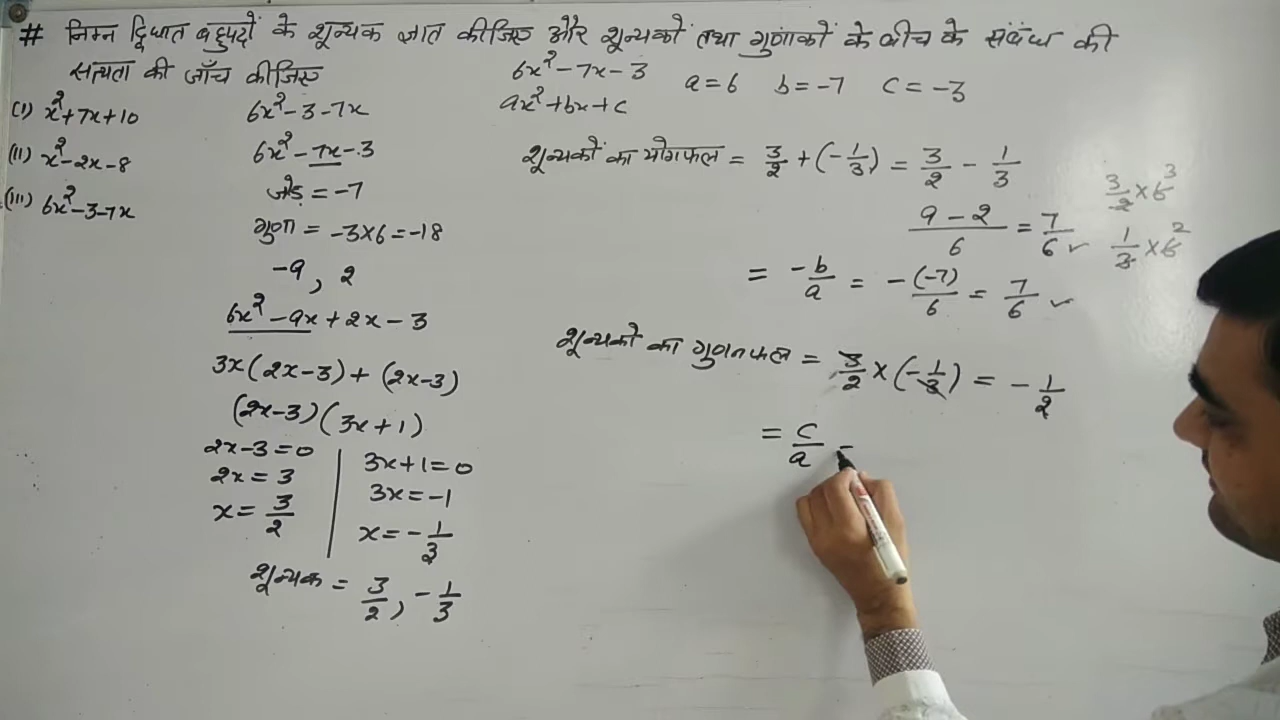 # निम्न द्विघात बहुपदों के शून्यक ज्ञात कीजिए और शून्यकों तथा गुणांकों के बीच के संबंध की
सत्यता की जाँच कीजिए
(i) x²+7x+10
(ii) x²-2x-8
(iii) 6x²-3-7x
6x²-3-7x
6x²-7x-3
जोड़ = -7
गुणा = -3×6=-18
-9, 2
6x²-9x+2x-3
3x(2x-3)+(2x-3)
(2x-3)(3x+1)
2x-3=0
2x=3
x=3/2
3x+1=0
3x=-1
x=-1/3
शून्यक = 3/2, -1/3
6x²-7x-3 a=6 b=-7 c=-3
ax²+bx+c
शून्यकों का योगफल = 3/2+(-1/3) = 3/2 - 1/3
(9-2)/6 = 7/6 ✓
3/2×6 3
1/3×6 2
= -b/a = -(-7)/6 = 7/6 ✓
शून्यकों का गुणनफल = 3/2×(-1/3) = -1/2
= c/a =